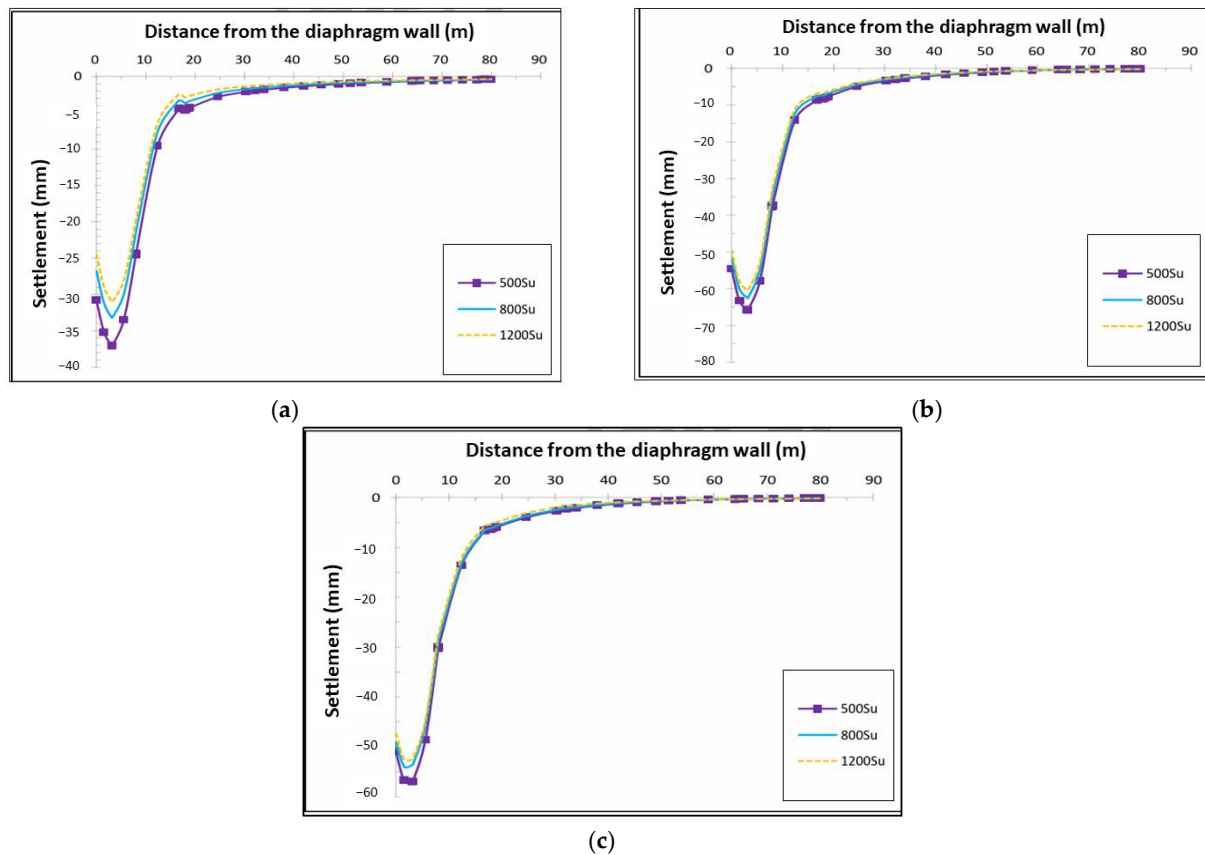 Distance from the diaphragm wall (m)
0 10 20 30 40 50 60 70 80 90
0
−5
−10
−15
−20
−25
−30
−35
−40
Settlement (mm)
500Su
800Su
1200Su
(a)
Distance from the diaphragm wall (m)
0 10 20 30 40 50 60 70 80 90
0
−10
−20
−30
−40
−50
−60
−70
−80
Settlement (mm)
500Su
800Su
1200Su
(b)
Distance from the diaphragm wall (m)
0 10 20 30 40 50 60 70 80 90
0
−10
−20
−30
−40
−50
−60
Settlement (mm)
500Su
800Su
1200Su
(c)